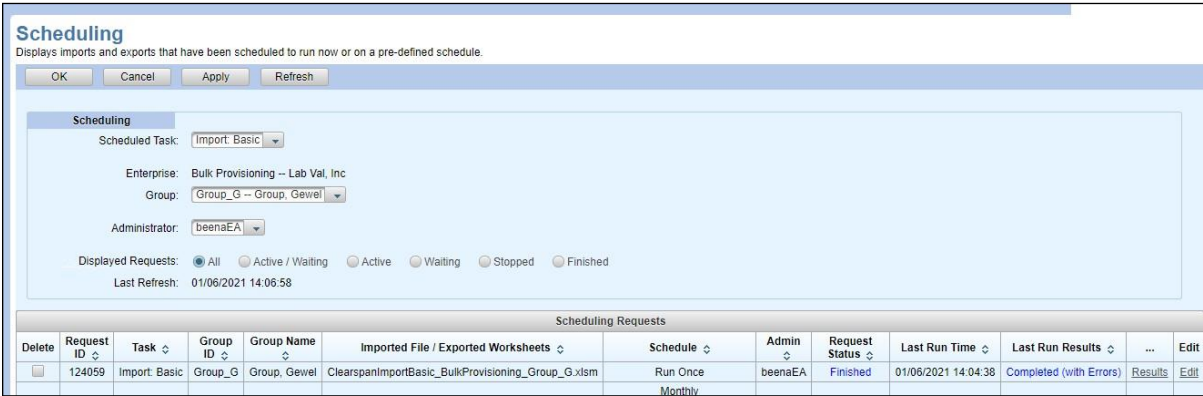 Scheduling
Displays imports and exports that have been scheduled to run now or on a pre-defined schedule.
OK Cancel Apply Refresh
Scheduling
Scheduled Task: Import: Basic
Enterprise: Bulk Provisioning -- Lab Val, Inc
Group: Group_G -- Group, Gewel
Administrator: beenaEA
Displayed Requests: All Active / Waiting Active Waiting Stopped Finished
Last Refresh: 01/06/2021 14:06:58
Scheduling Requests
Delete Request ID Task Group ID Group Name Imported File / Exported Worksheets Schedule Admin Request Status Last Run Time Last Run Results ... Edit
124059 Import: Basic Group_G Group, Gewel ClearspanImportBasic_BulkProvisioning_Group_G.xlsm Run Once beenaEA Finished 01/06/2021 14:04:38 Completed (with Errors) Results Edit
Monthly